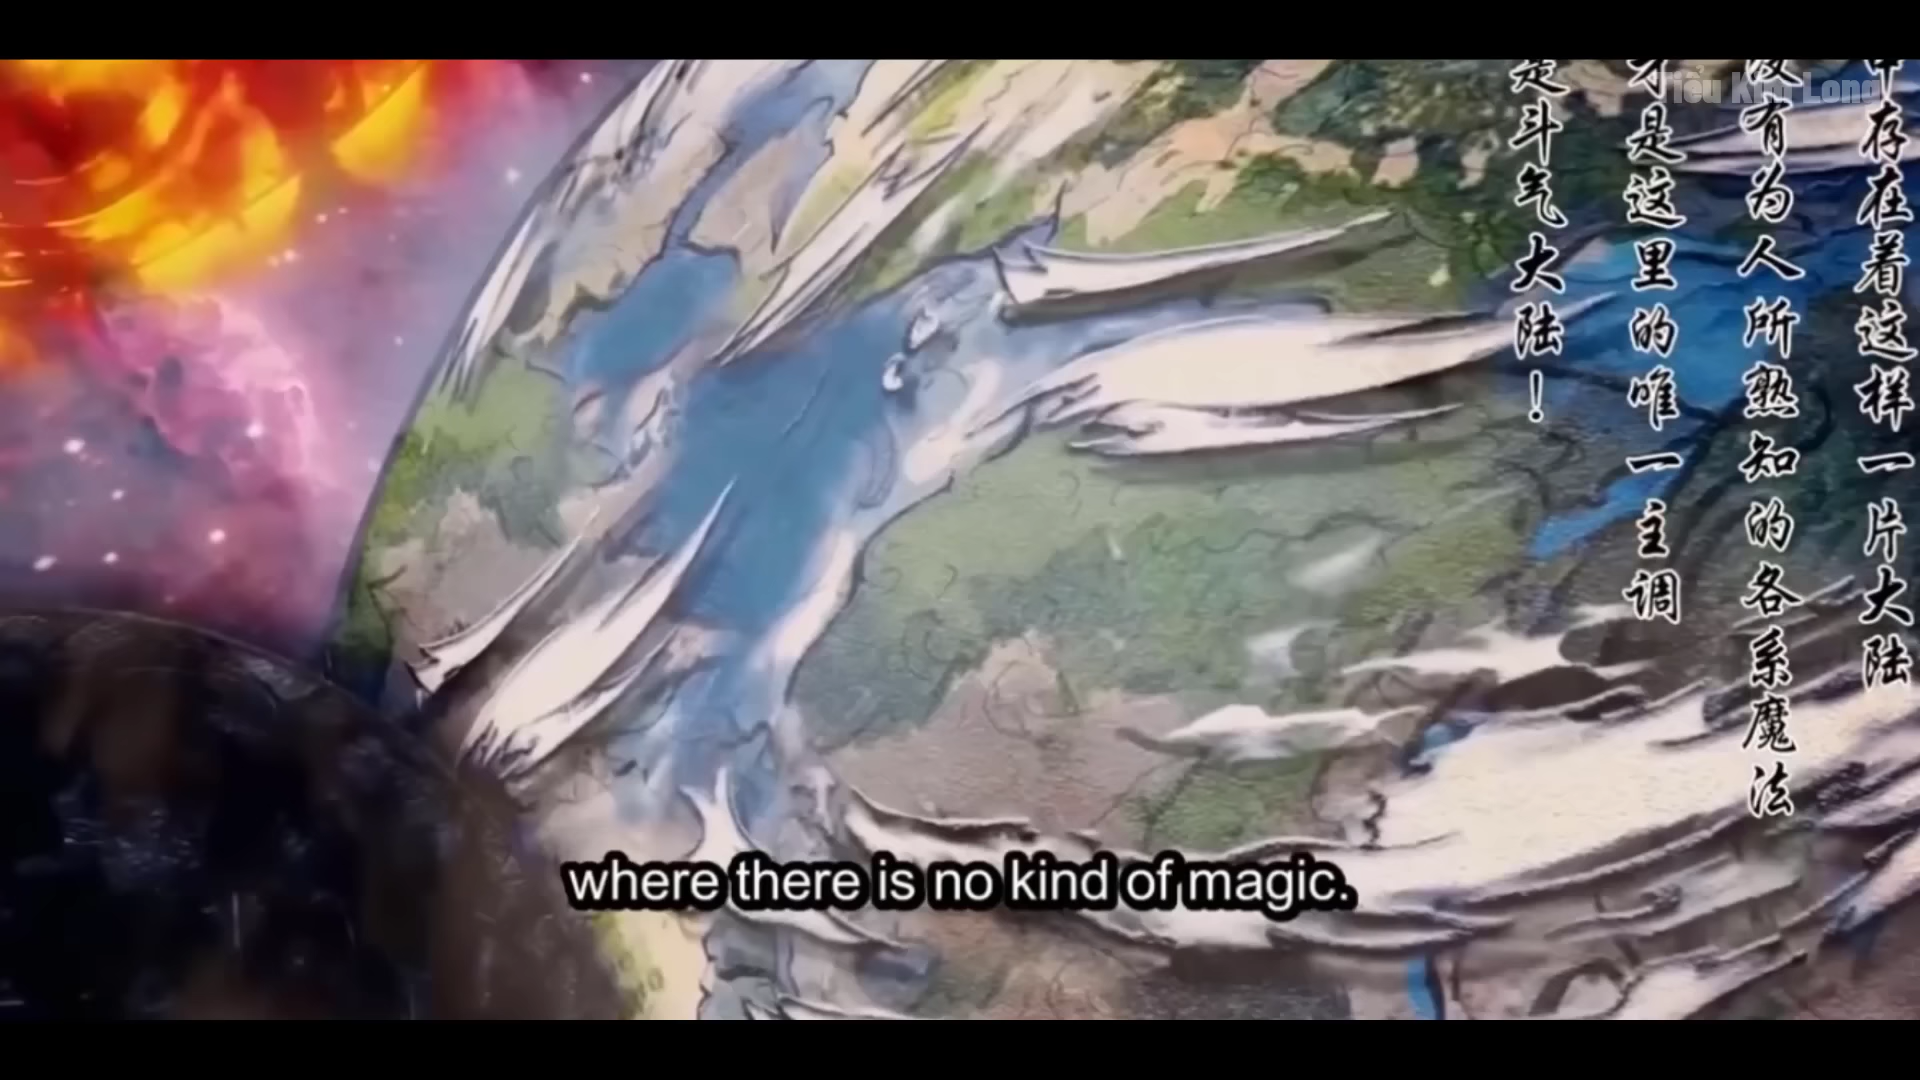 中存在着这样一片大陆
没有为人所熟知的各系魔法
才是这里的唯一主调
是斗气大陆！
where there is no kind of magic.